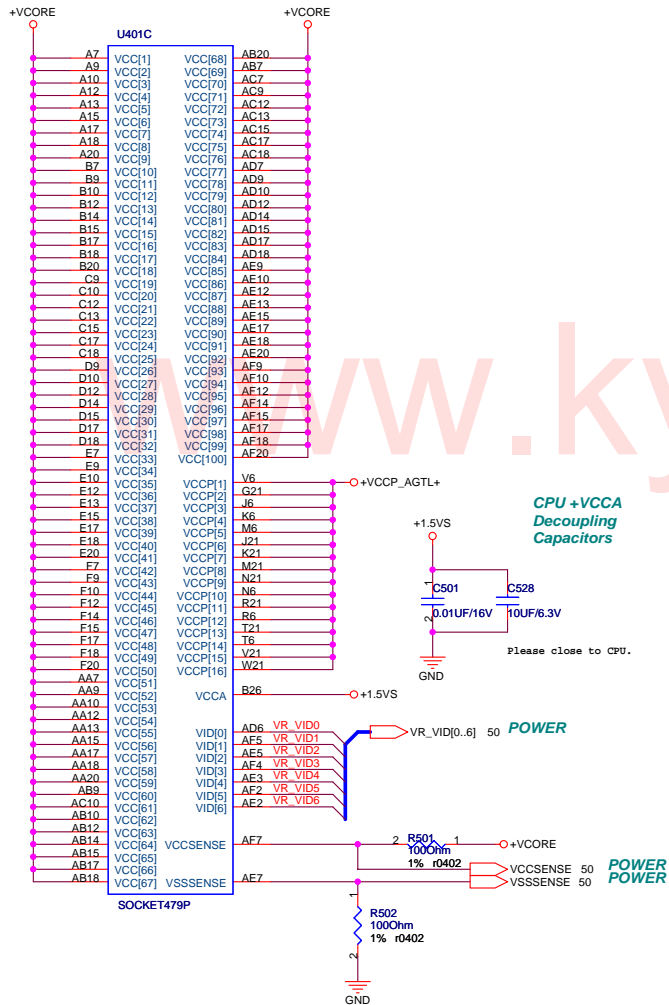 +VCORE +VCORE
U401C
A7 VCC[1] VCC[68] AB20
A9 VCC[2] VCC[69] AB7
A10 VCC[3] VCC[70] AC7
A12 VCC[4] VCC[71] AC9
A13 VCC[5] VCC[72] AC12
A15 VCC[6] VCC[73] AC13
A17 VCC[7] VCC[74] AC15
A18 VCC[8] VCC[75] AC17
A20 VCC[9] VCC[76] AC18
B7 VCC[10] VCC[77] AD7
B9 VCC[11] VCC[78] AD9
B10 VCC[12] VCC[79] AD10
B12 VCC[13] VCC[80] AD12
B14 VCC[14] VCC[81] AD14
B15 VCC[15] VCC[82] AD15
B17 VCC[16] VCC[83] AD17
B18 VCC[17] VCC[84] AD18
B20 VCC[18] VCC[85] AE9
C9 VCC[19] VCC[86] AE10
C10 VCC[20] VCC[87] AE12
C12 VCC[21] VCC[88] AE13
C13 VCC[22] VCC[89] AE15
C15 VCC[23] VCC[90] AE17
C17 VCC[24] VCC[91] AE18
C18 VCC[25] VCC[92] AE20
D9 VCC[26] VCC[93] AF9
D10 VCC[27] VCC[94] AF10
D12 VCC[28] VCC[95] AF12
D14 VCC[29] VCC[96] AF14
D15 VCC[30] VCC[97] AF15
D17 VCC[31] VCC[98] AF17
D18 VCC[32] VCC[99] AF18
E7 VCC[33] VCC[100] AF20
E9 VCC[34]
E10 VCC[35] VCCP[1] V6 +VCCP_AGTL+
E12 VCC[36] VCCP[2] G21
E13 VCC[37] VCCP[3] J6
E15 VCC[38] VCCP[4] K6
E17 VCC[39] VCCP[5] M6
E18 VCC[40] VCCP[6] J21
E20 VCC[41] VCCP[7] K21
F7 VCC[42] VCCP[8] M21
F9 VCC[43] VCCP[9] N21
F10 VCC[44] VCCP[10] N6
F12 VCC[45] VCCP[11] R21
F14 VCC[46] VCCP[12] R6
F15 VCC[47] VCCP[13] T21
F17 VCC[48] VCCP[14] T6
F18 VCC[49] VCCP[15] V21
F20 VCC[50] VCCP[16] W21
AA7 VCC[51]
AA9 VCC[52] VCCA B26 +1.5VS
AA10 VCC[53]
AA12 VCC[54]
AA13 VCC[55] VID[0] AD6 VR_VID0
AA15 VCC[56] VID[1] AF5 VR_VID1
AA17 VCC[57] VID[2] AE5 VR_VID2
AA18 VCC[58] VID[3] AF4 VR_VID3
AA20 VCC[59] VID[4] AE3 VR_VID4
AB9 VCC[60] VID[5] AF2 VR_VID5
AC10 VCC[61] VID[6] AE2 VR_VID6
AB10 VCC[62]
AB12 VCC[63]
AB14 VCC[64] VCCSENSE AF7
AB15 VCC[65]
AB17 VCC[66]
AB18 VCC[67] VSSSENSE AE7
SOCKET479P
CPU +VCCA
Decoupling
Capacitors
+1.5VS
1
C501
0.01UF/16V
2
C528
10UF/6.3V
GND
Please close to CPU.
VR_VID[0..6] 50 POWER
2 R501 1 +VCORE
100Ohm
1% r0402
VCCSENSE 50 POWER
VSSSENSE 50 POWER
1
R502
100Ohm
1% r0402
2
GND
www.ky